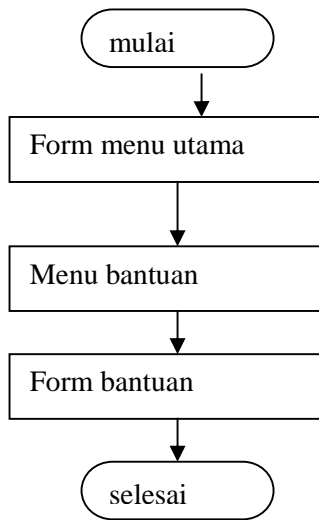 mulai
Form menu utama
Menu bantuan
Form bantuan
selesai